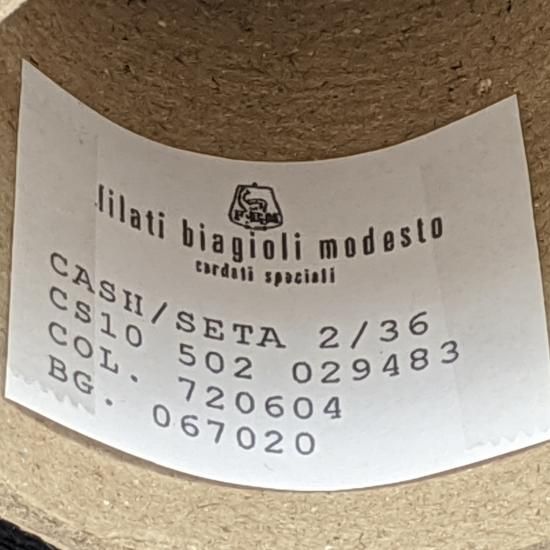 filati biagioli modesto
cardati speciali
CASH/SETA 2/36
CS10 502 029483
COL. 720604
BG. 067020